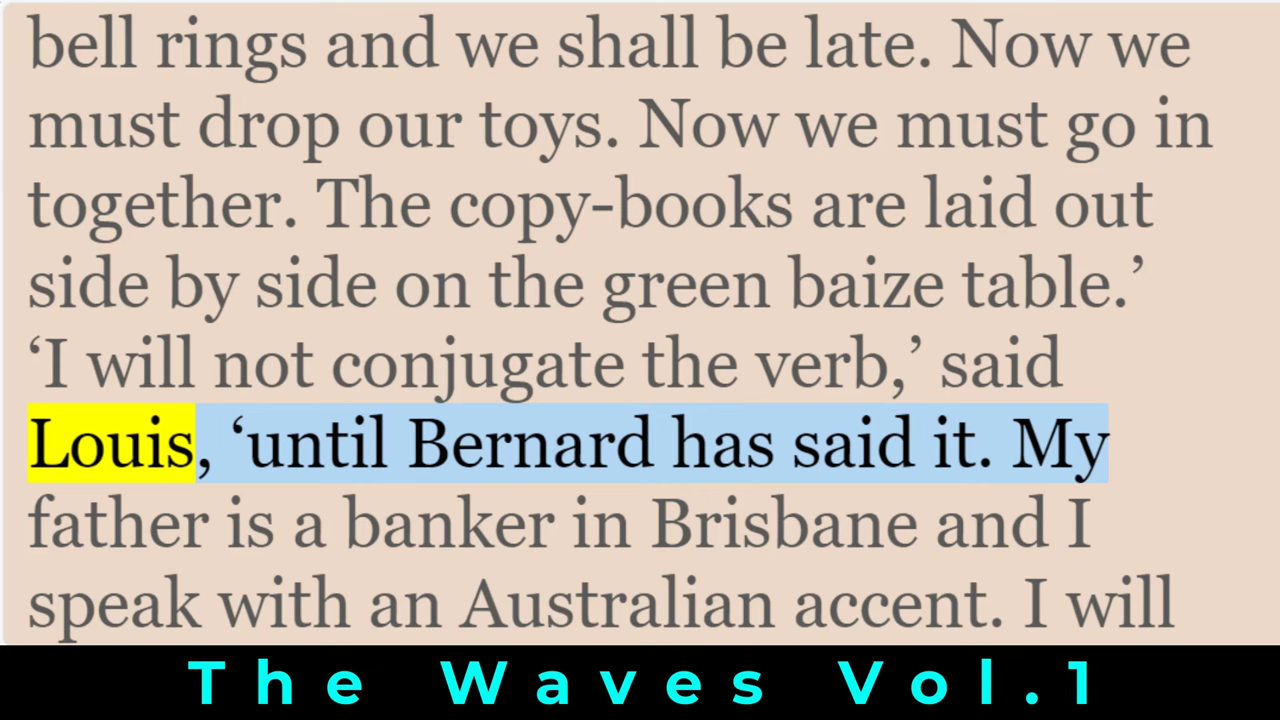 bell rings and we shall be late. Now we
must drop our toys. Now we must go in
together. The copy-books are laid out
side by side on the green baize table.’
‘I will not conjugate the verb,’ said
Louis, ‘until Bernard has said it. My
father is a banker in Brisbane and I
speak with an Australian accent. I will
The Waves Vol.1